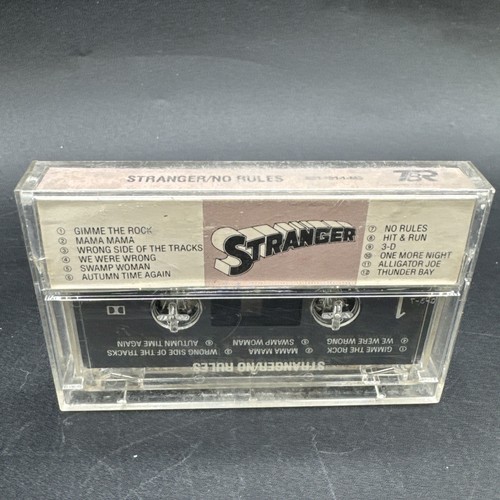 STRANGER/NO RULES
TBR
① GIMME THE ROCK
② MAMA MAMA
③ WRONG SIDE OF THE TRACKS
④ WE WERE WRONG
⑤ SWAMP WOMAN
⑥ AUTUMN TIME AGAIN
STRANGER
⑦ NO RULES
⑧ HIT & RUN
⑨ 3-D
⑩ ONE MORE NIGHT
⑪ ALLIGATOR JOE
⑫ THUNDER BAY
1
STRANGER/NO RULES
① GIMME THE ROCK
② MAMA MAMA
③ WRONG SIDE OF THE TRACKS
④ WE WERE WRONG
⑤ SWAMP WOMAN
⑥ AUTUMN TIME AGAIN